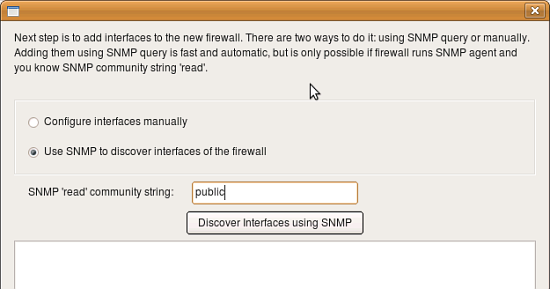 Next step is to add interfaces to the new firewall. There are two ways to do it: using SNMP query or manually.
Adding them using SNMP query is fast and automatic, but is only possible if firewall runs SNMP agent and
you know SNMP community string 'read'.
Configure interfaces manually
Use SNMP to discover interfaces of the firewall
SNMP 'read' community string: public
Discover Interfaces using SNMP